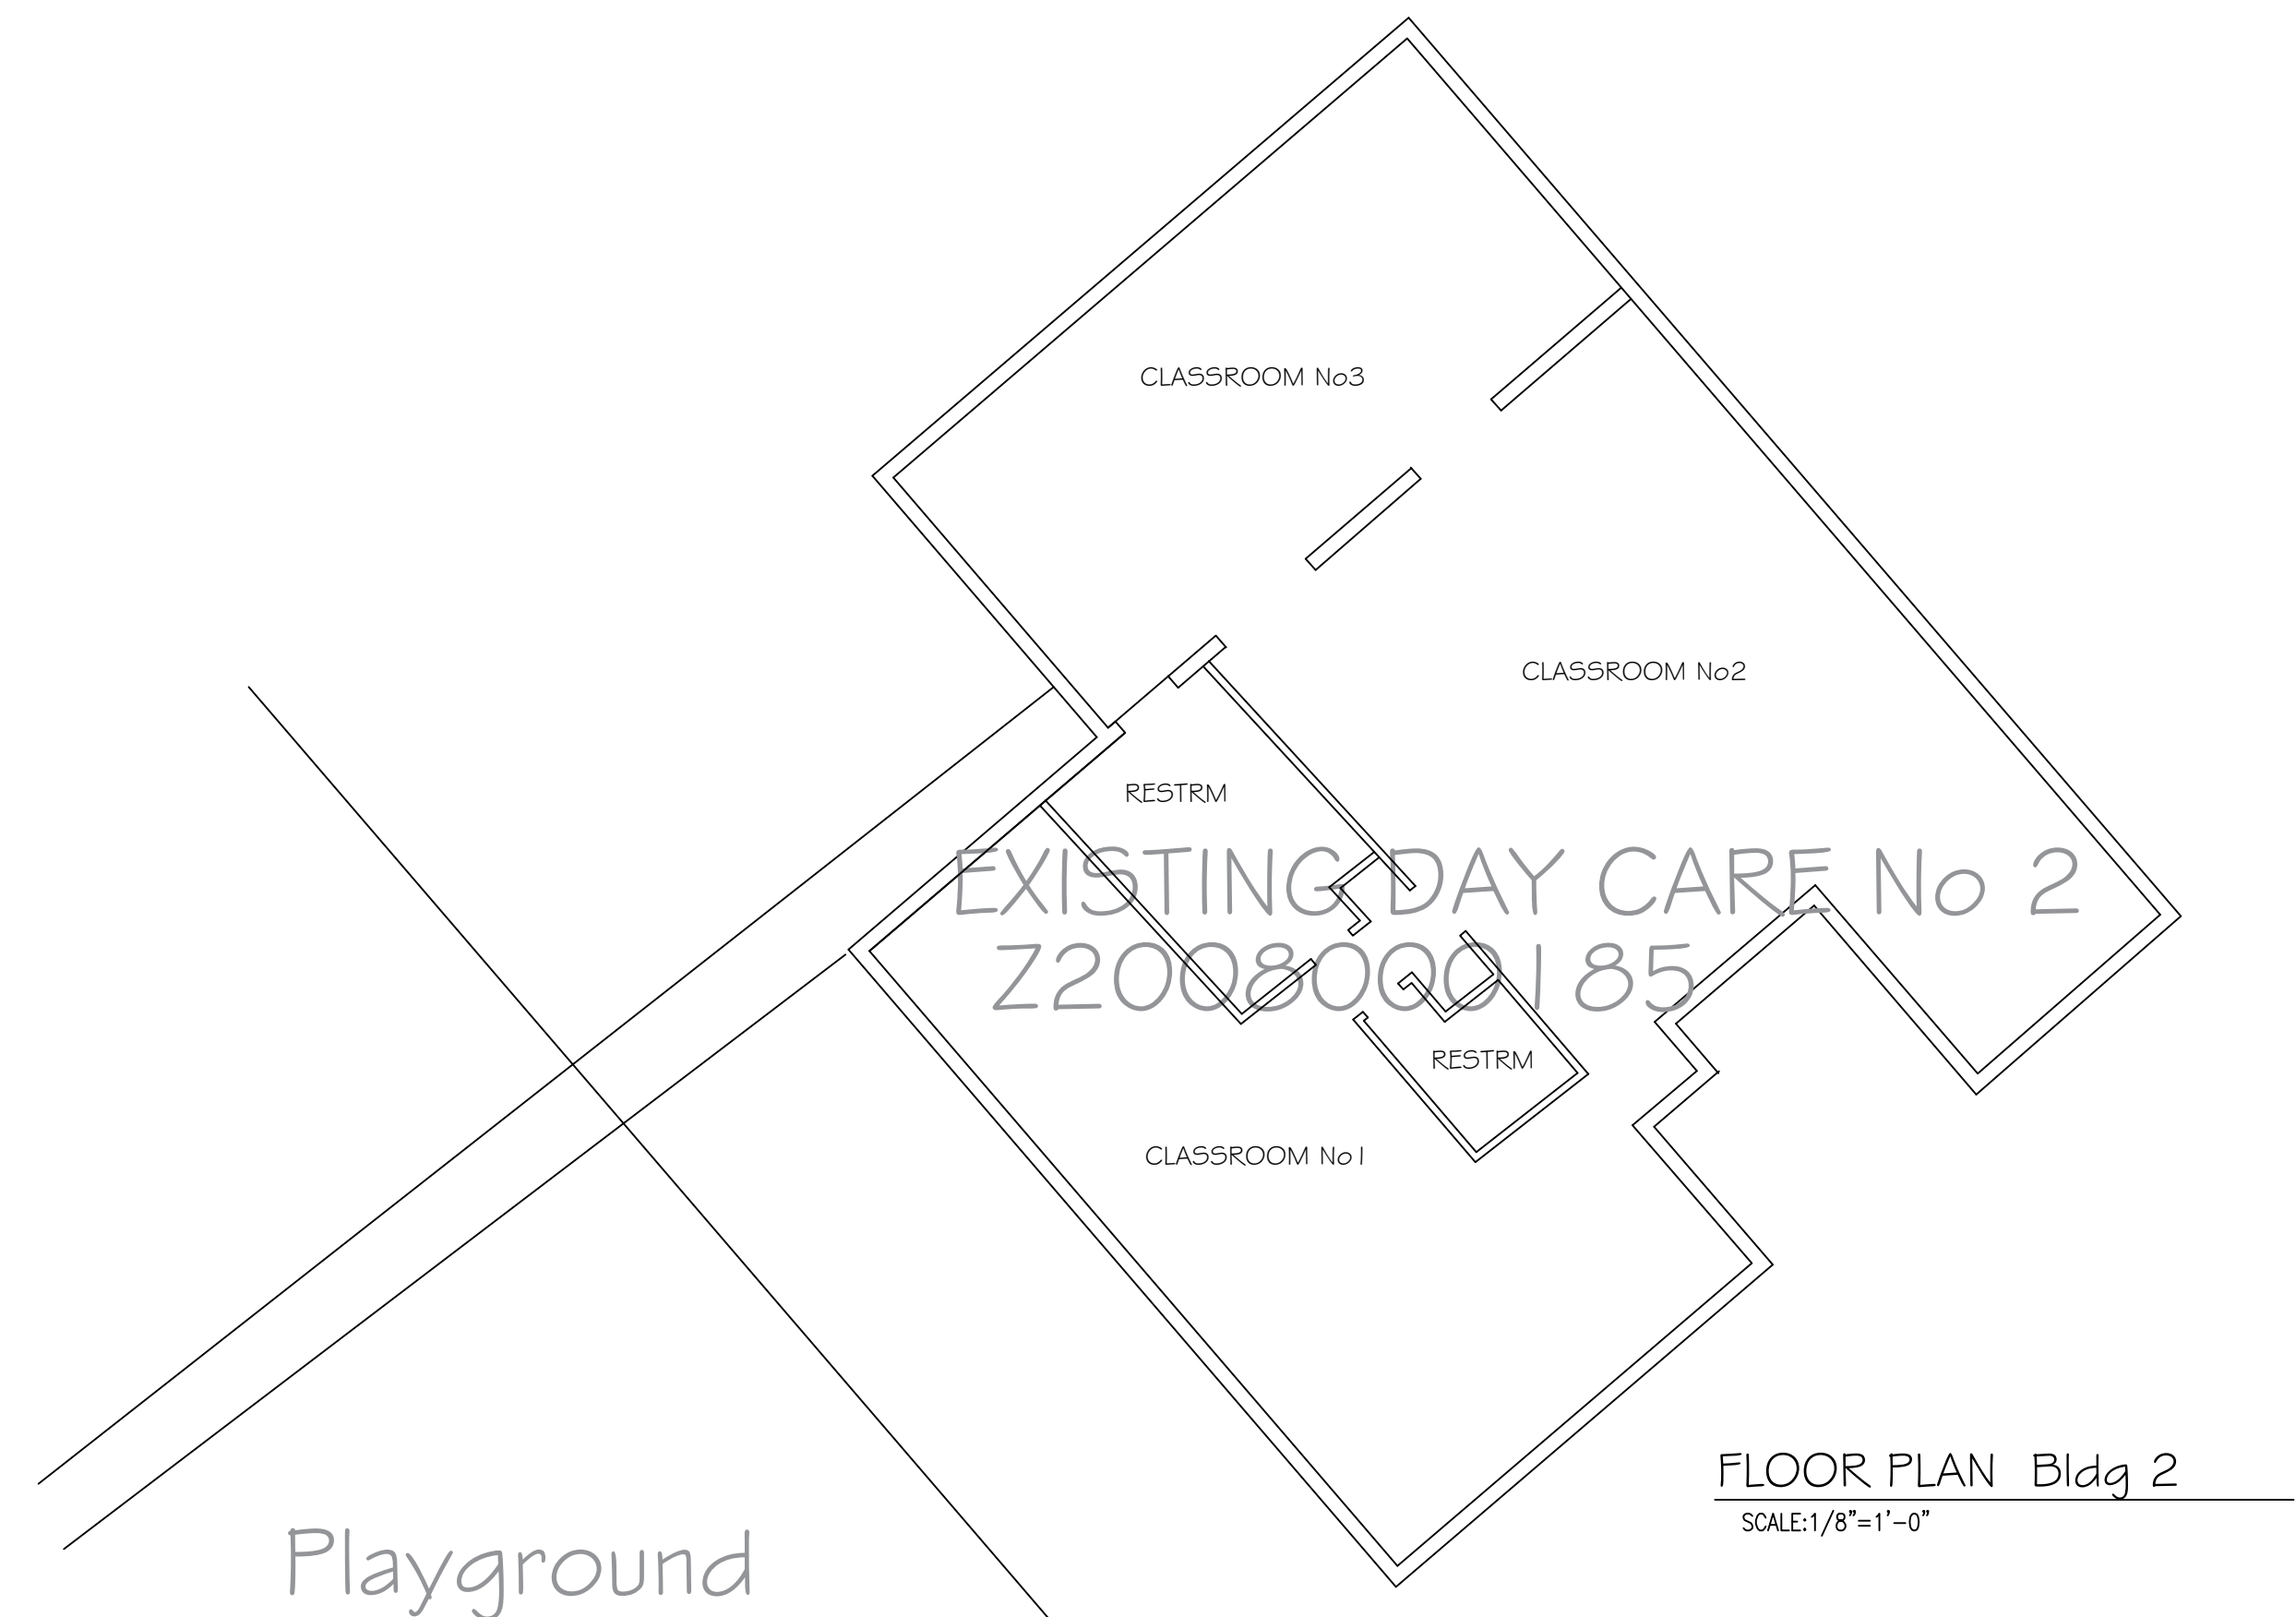 CLASSROOM No3
CLASSROOM No2
RESTRM
EXISTING DAY CARE No 2
Z200800185
RESTRM
CLASSROOM No1
FLOOR PLAN Bldg 2
SCALE:1/8"=1'-0"
Playground